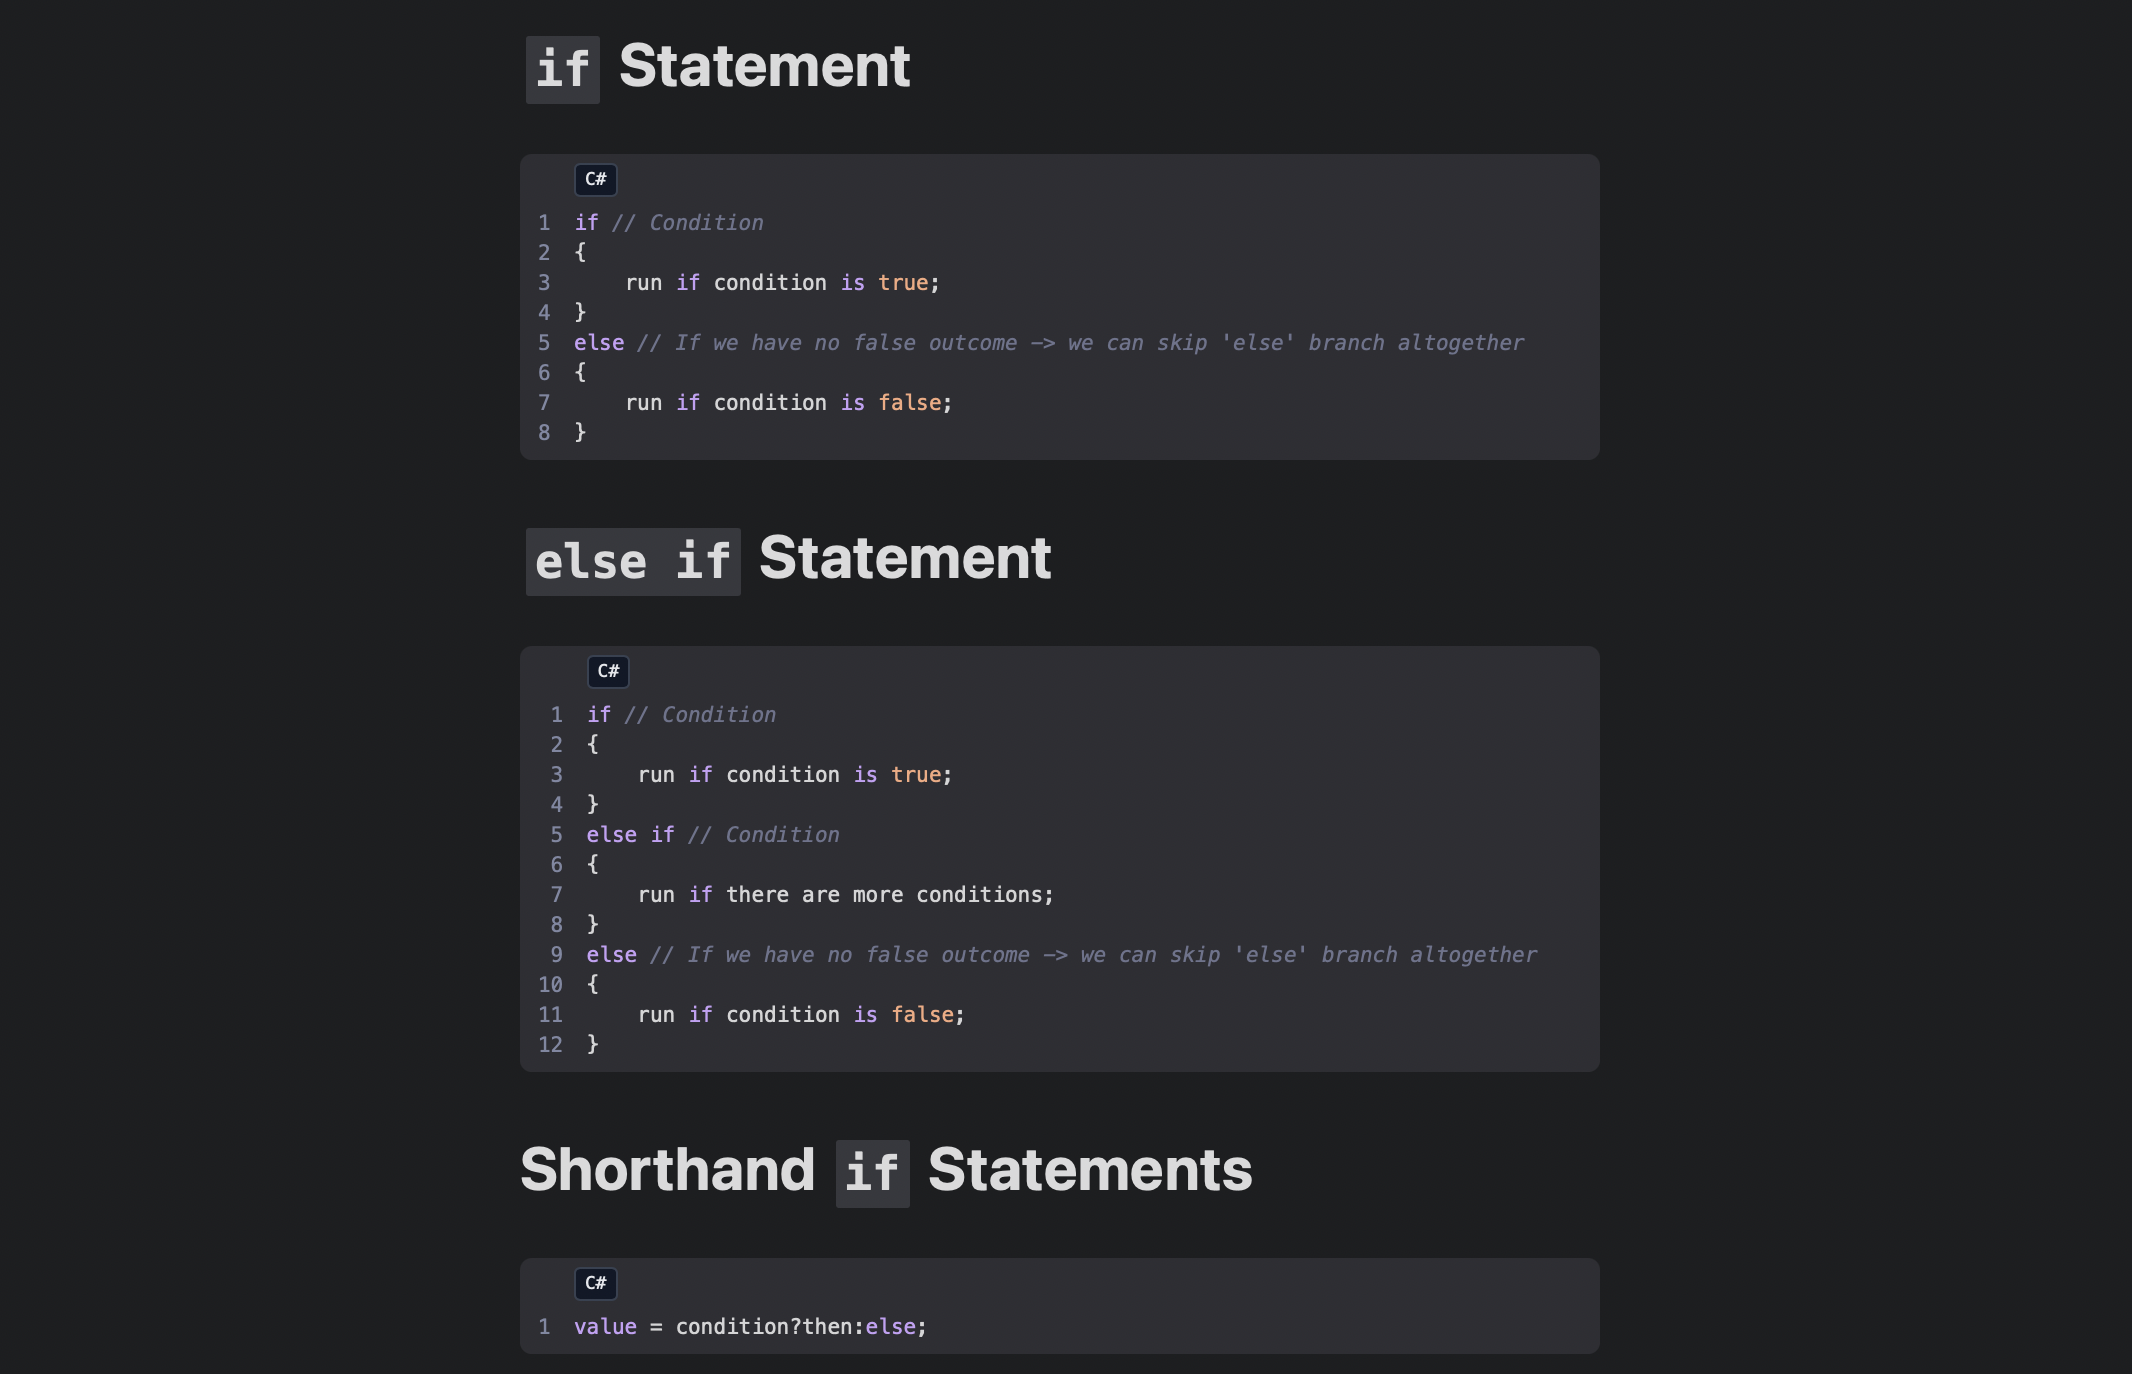 if Statement
C#
1 if // Condition
2 {
3     run if condition is true;
4 }
5 else // If we have no false outcome -> we can skip 'else' branch altogether
6 {
7     run if condition is false;
8 }
else if Statement
C#
1 if // Condition
2 {
3     run if condition is true;
4 }
5 else if // Condition
6 {
7     run if there are more conditions;
8 }
9 else // If we have no false outcome -> we can skip 'else' branch altogether
10 {
11     run if condition is false;
12 }
Shorthand if Statements
C#
1 value = condition?then:else;